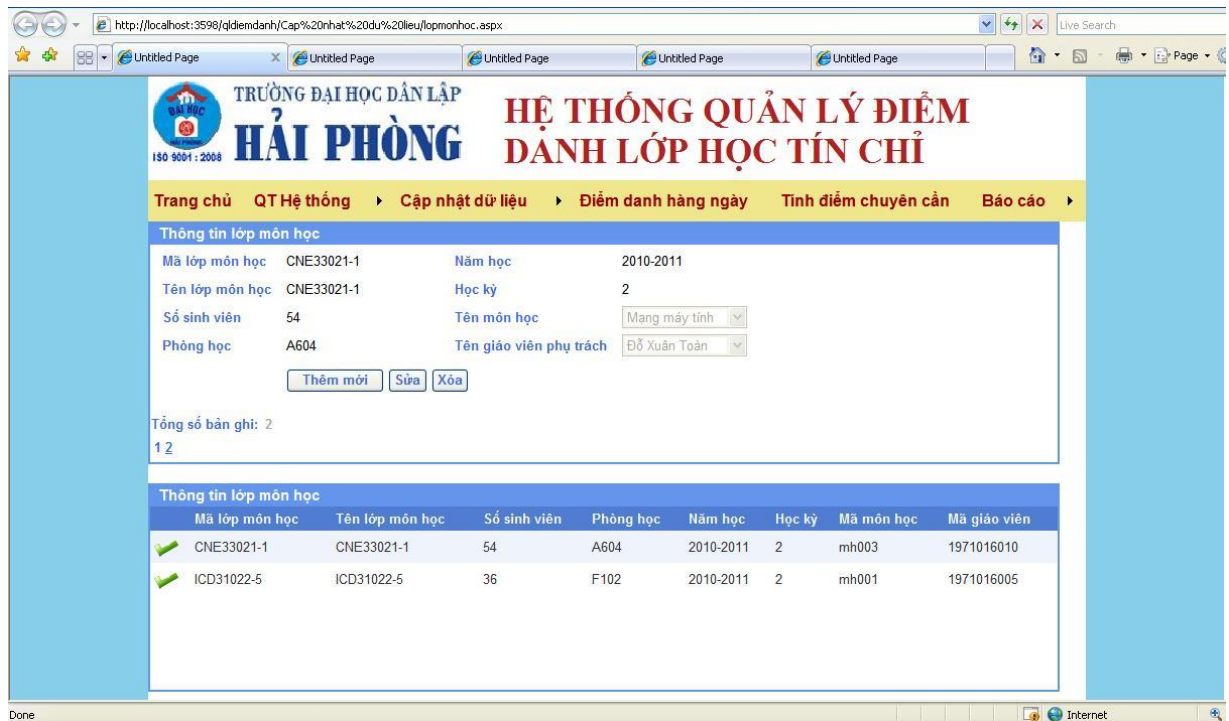 http://localhost:3598/qldiemdanh/Cap%20nhat%20du%20lieu/lopmonhoc.aspx
Live Search
Untitled Page
Untitled Page
Untitled Page
Untitled Page
Untitled Page
Page
ĐẠI HỌC
HẢI PHÒNG
ISO 9001 : 2008
TRƯỜNG ĐẠI HỌC DÂN LẬP
HẢI PHÒNG
HỆ THỐNG QUẢN LÝ ĐIỂM
DANH LỚP HỌC TÍN CHỈ
Trang chủ QT Hệ thống Cập nhật dữ liệu Điểm danh hàng ngày Tính điểm chuyên cần Báo cáo
Thông tin lớp môn học
Mã lớp môn học CNE33021-1 Năm học 2010-2011
Tên lớp môn học CNE33021-1 Học kỳ 2
Số sinh viên 54 Tên môn học Mạng máy tính
Phòng học A604 Tên giáo viên phụ trách Đỗ Xuân Toàn
Thêm mới Sửa Xóa
Tổng số bản ghi: 2
1 2
Thông tin lớp môn học
Mã lớp môn học Tên lớp môn học Số sinh viên Phòng học Năm học Học kỳ Mã môn học Mã giáo viên
CNE33021-1 CNE33021-1 54 A604 2010-2011 2 mh003 1971016010
ICD31022-5 ICD31022-5 36 F102 2010-2011 2 mh001 1971016005
Done
Internet